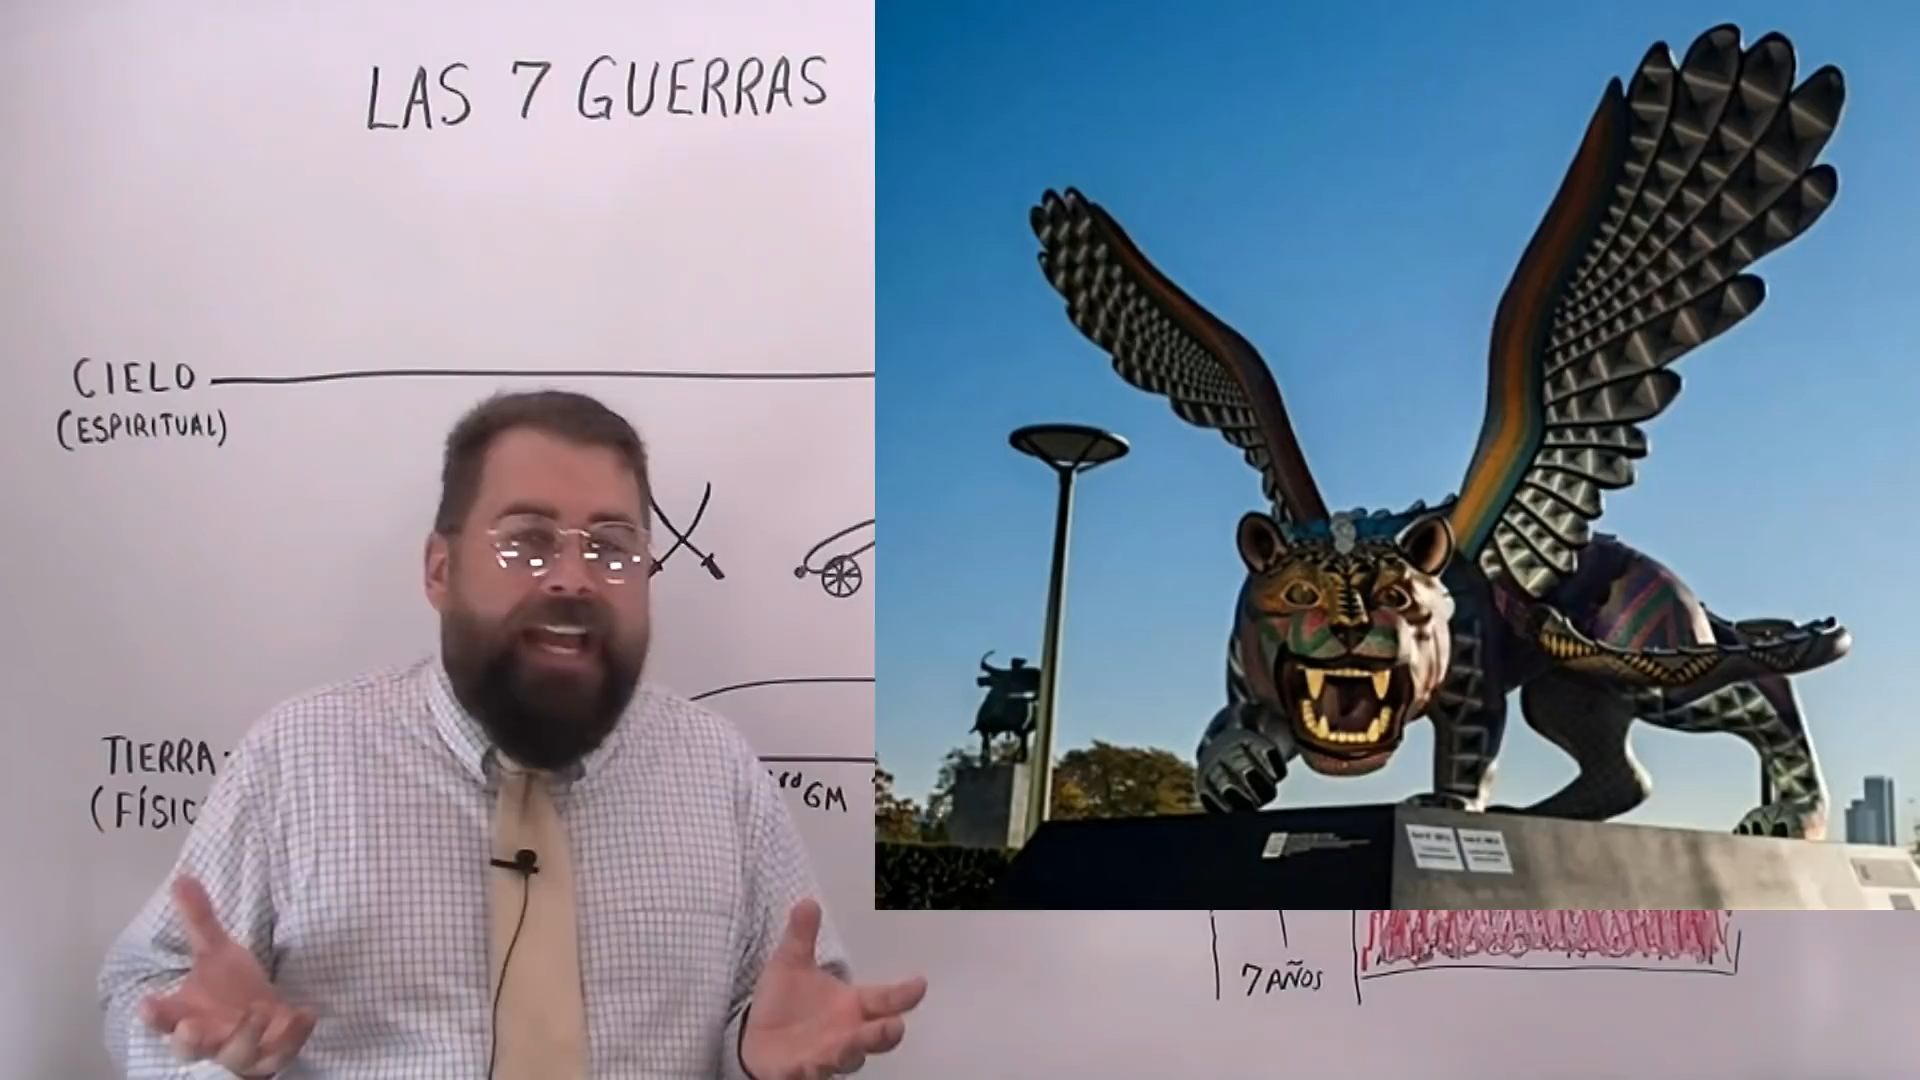 LAS 7 GUERRAS
CIELO
(ESPIRITUAL)
TIERRA
(FÍSIC
GM
7 AÑOS